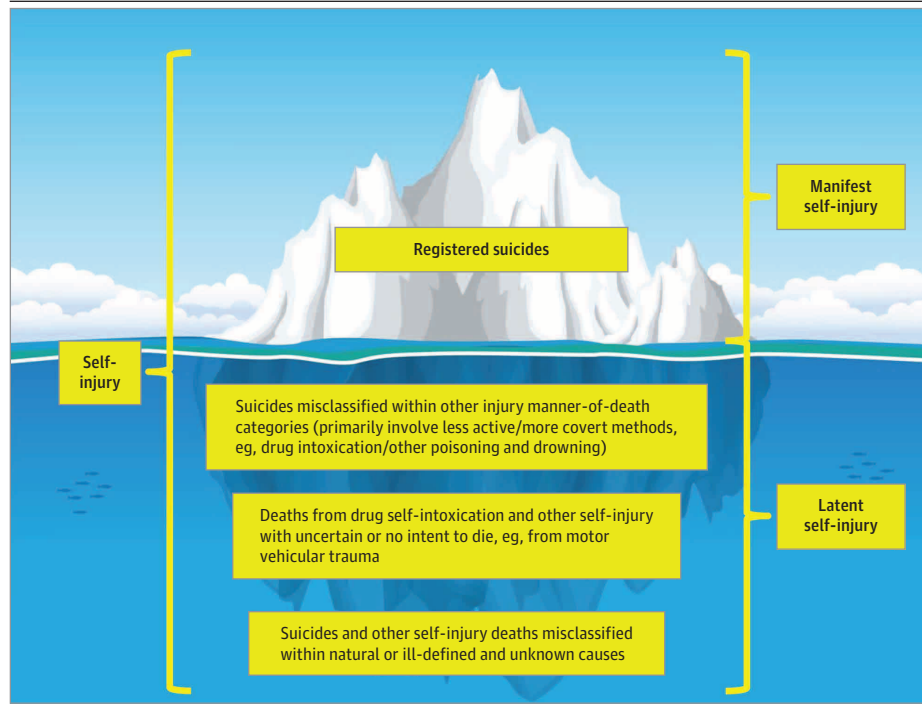 Manifest
self-injury
Registered suicides
Self-
injury
Suicides misclassified within other injury manner-of-death
categories (primarily involve less active/more covert methods,
eg, drug intoxication/other poisoning and drowning)
Deaths from drug self-intoxication and other self-injury
with uncertain or no intent to die, eg, from motor
vehicular trauma
Latent
self-injury
Suicides and other self-injury deaths misclassified
within natural or ill-defined and unknown causes